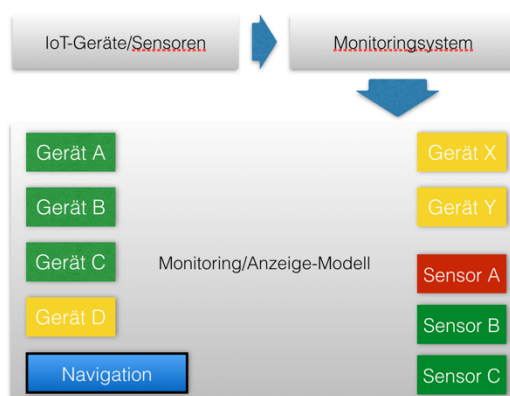 IoT-Geräte/Sensoren
Monitoringsystem
Gerät A
Gerät X
Gerät B
Gerät Y
Gerät C
Monitoring/Anzeige-Modell
Sensor A
Gerät D
Sensor B
Navigation
Sensor C